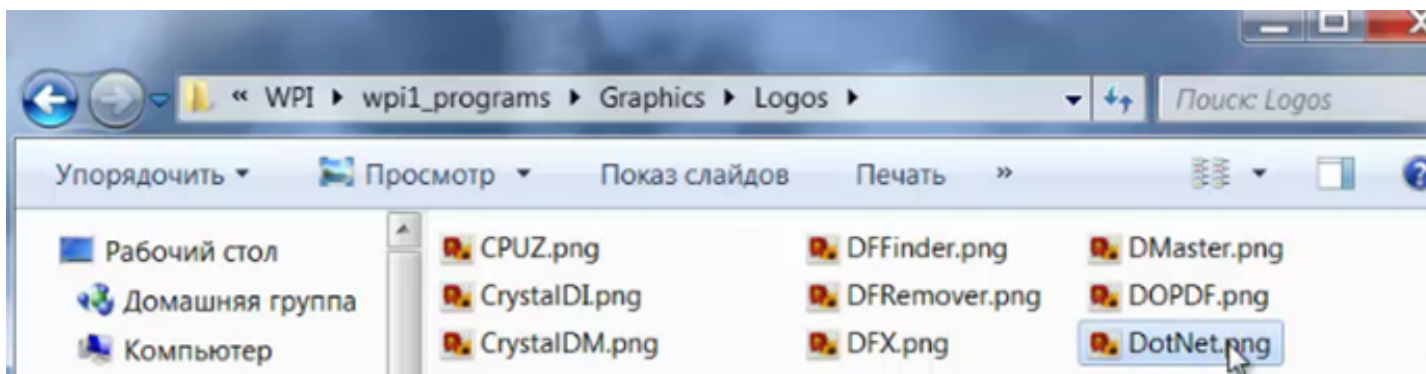 « WPI wpi1_programs Graphics Logos Поиск: Logos
Упорядочить Просмотр Показ слайдов Печать »
Рабочий стол CPUZ.png DFFinder.png DMaster.png
Домашняя группа CrystalDI.png DFRemover.png DOPDF.png
Компьютер CrystalDM.png DFX.png DotNet.png